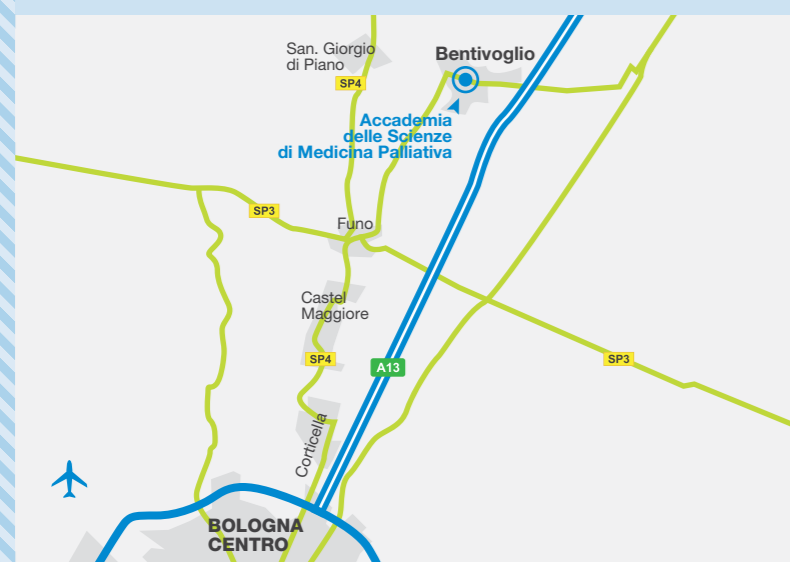 San. Giorgio
di Piano
SP4
Bentivoglio
Accademia
delle Scienze
di Medicina Palliativa
SP3
Funo
Castel
Maggiore
SP4
A13
SP3
Corticella
BOLOGNA
CENTRO